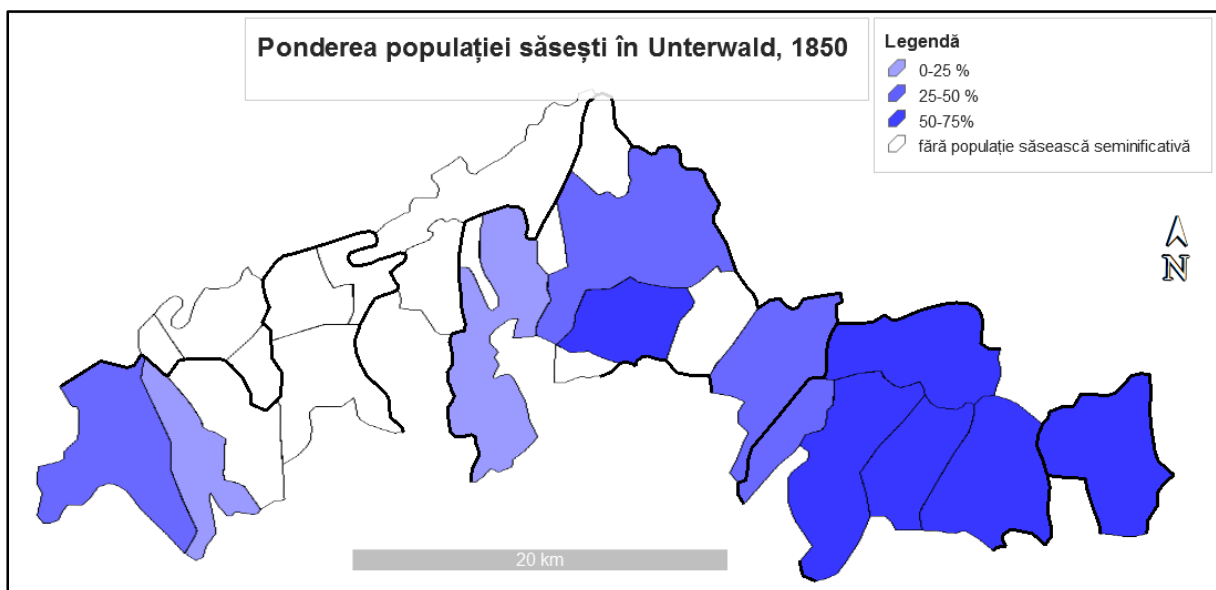 Ponderea populației săsești în Unterwald, 1850
Legendă
0-25 %
25-50 %
50-75%
fără populație săsească seminificativă
N
20 km